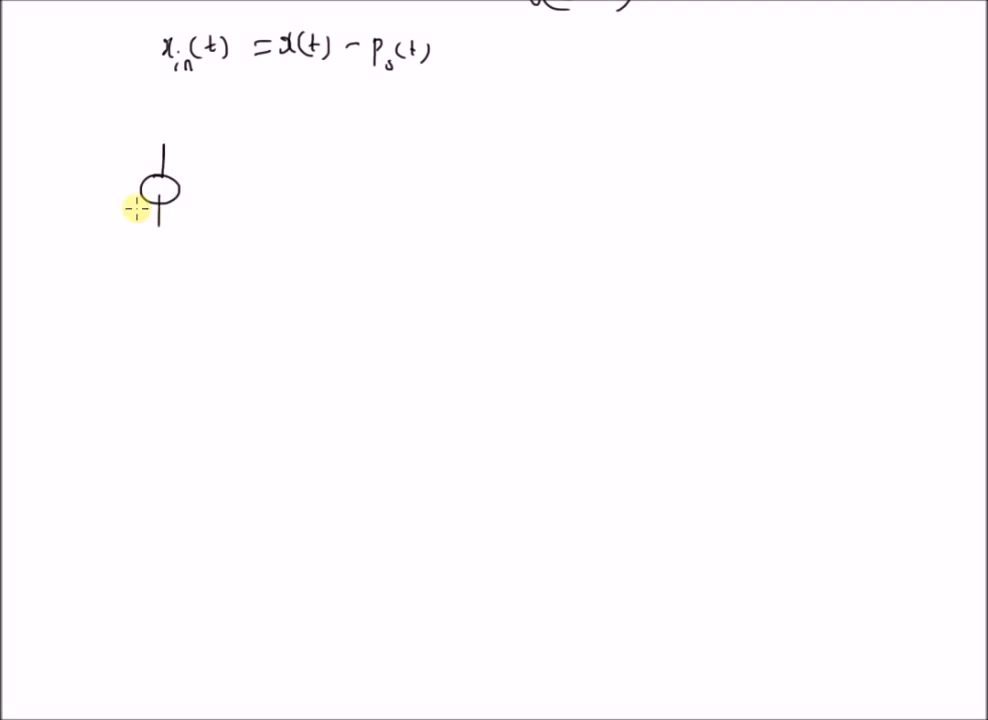 x_in(t) = x(t) - p_s(t)